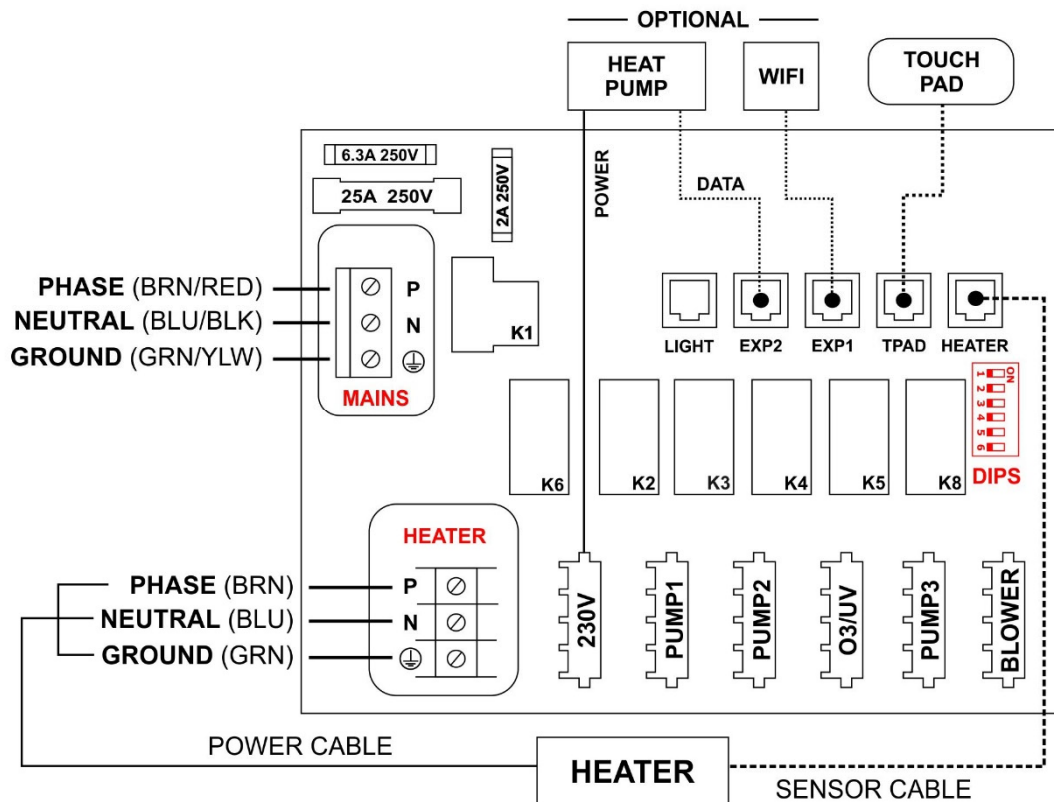 OPTIONAL
HEAT
PUMP
WIFI
TOUCH
PAD
6.3A 250V
25A 250V
2A 250V
POWER
DATA
PHASE (BRN/RED)
NEUTRAL (BLU/BLK)
GROUND (GRN/YLW)
P
N
MAINS
K1
LIGHT
EXP2
EXP1
TPAD
HEATER
ON
1
2
3
4
5
6
DIPS
K6
K2
K3
K4
K5
K8
HEATER
PHASE (BRN)
NEUTRAL (BLU)
GROUND (GRN)
P
N
230V
PUMP1
PUMP2
O3/UV
PUMP3
BLOWER
POWER CABLE
HEATER
SENSOR CABLE